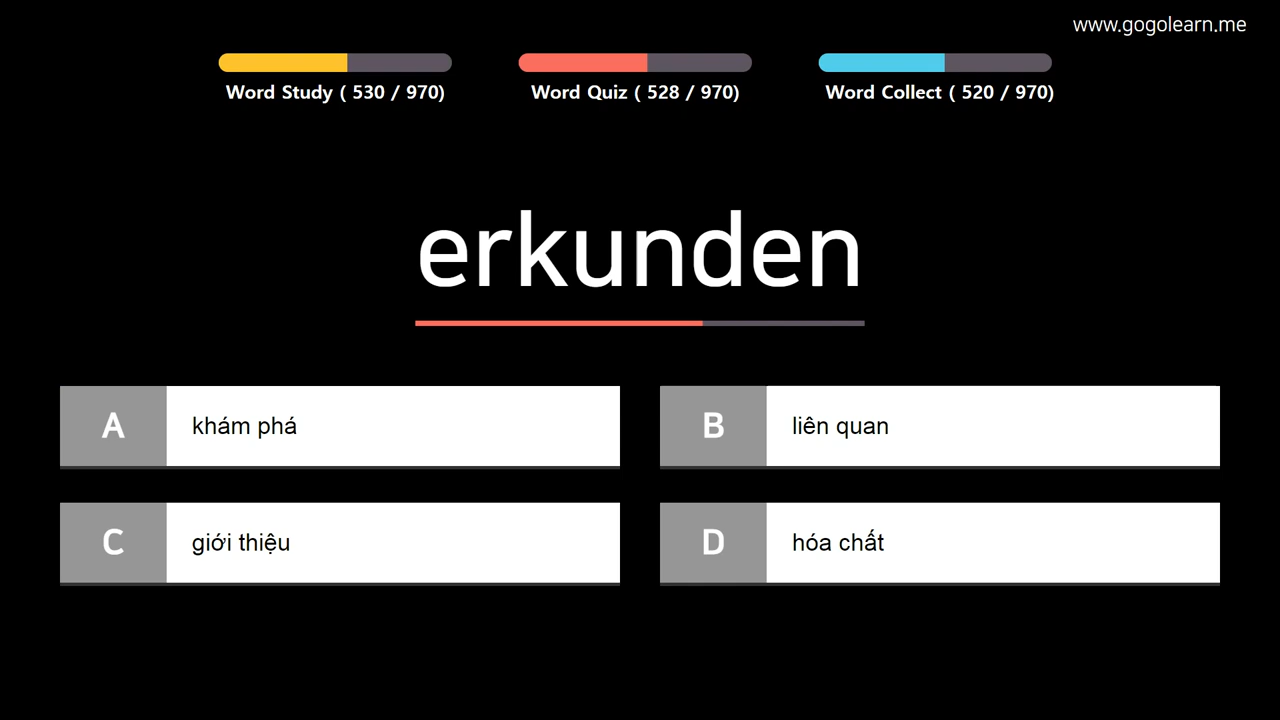 www.gogolearn.me
Word Study ( 530 / 970)
Word Quiz ( 528 / 970)
Word Collect ( 520 / 970)
erkunden
A khám phá
B liên quan
C giới thiệu
D hóa chất